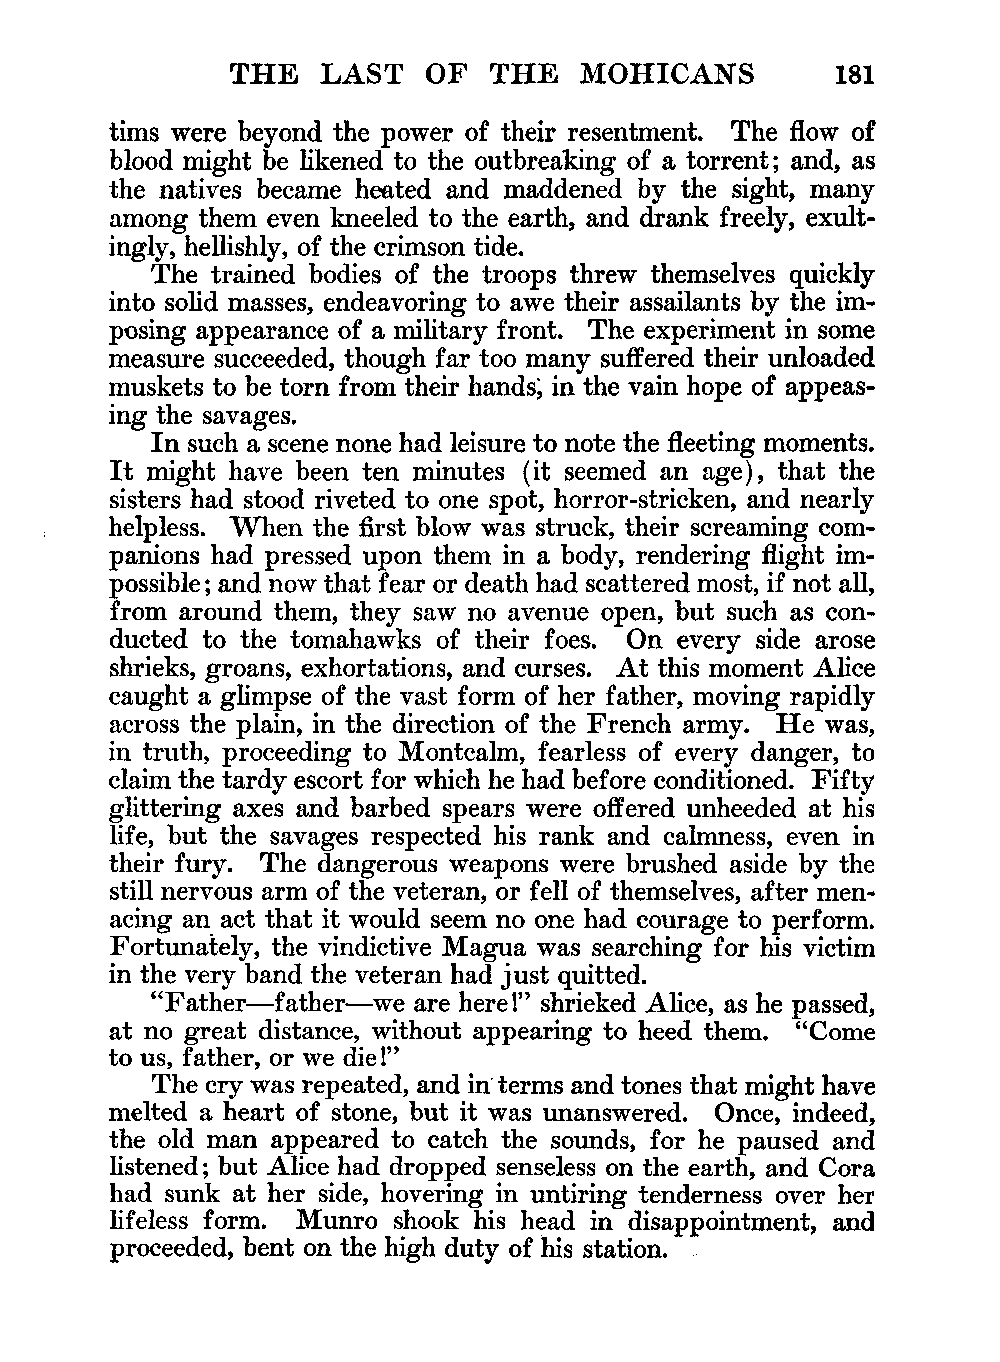 THE LAST OF THE MOHICANS 181
tims were beyond the power of their resentment. The flow of
blood might be likened to the outbreaking of a torrent; and, as
the natives became heated and maddened by the sight, many
among them even kneeled to the earth, and drank freely, exult-
ingly, hellishly, of the crimson tide.
The trained bodies of the troops threw themselves quickly
into solid masses, endeavoring to awe their assailants by the im-
posing appearance of a military front. The experiment in some
measure succeeded, though far too many suffered their unloaded
muskets to be torn from their hands, in the vain hope of appeas-
ing the savages.
In such a scene none had leisure to note the fleeting moments.
It might have been ten minutes (it seemed an age), that the
sisters had stood riveted to one spot, horror-stricken, and nearly
helpless. When the first blow was struck, their screaming com-
panions had pressed upon them in a body, rendering flight im-
possible; and now that fear or death had scattered most, if not all,
from around them, they saw no avenue open, but such as con-
ducted to the tomahawks of their foes. On every side arose
shrieks, groans, exhortations, and curses. At this moment Alice
caught a glimpse of the vast form of her father, moving rapidly
across the plain, in the direction of the French army. He was,
in truth, proceeding to Montcalm, fearless of every danger, to
claim the tardy escort for which he had before conditioned. Fifty
glittering axes and barbed spears were offered unheeded at his
life, but the savages respected his rank and calmness, even in
their fury. The dangerous weapons were brushed aside by the
still nervous arm of the veteran, or fell of themselves, after men-
acing an act that it would seem no one had courage to perform.
Fortunately, the vindictive Magua was searching for his victim
in the very band the veteran had just quitted.
“Father—father—we are here!” shrieked Alice, as he passed,
at no great distance, without appearing to heed them. “Come
to us, father, or we die!”
The cry was repeated, and in terms and tones that might have
melted a heart of stone, but it was unanswered. Once, indeed,
the old man appeared to catch the sounds, for he paused and
listened; but Alice had dropped senseless on the earth, and Cora
had sunk at her side, hovering in untiring tenderness over her
lifeless form. Munro shook his head in disappointment, and
proceeded, bent on the high duty of his station.